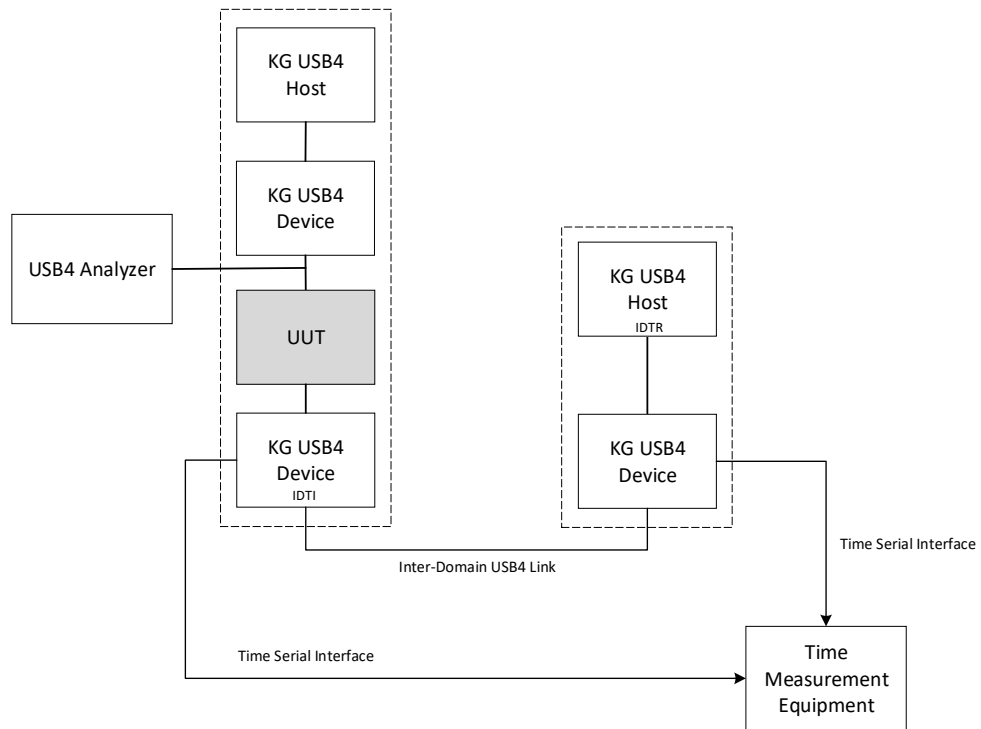 KG USB4
Host
KG USB4
Device
USB4 Analyzer
UUT
KG USB4
Device
IDTI
KG USB4
Host
IDTR
KG USB4
Device
Inter-Domain USB4 Link
Time Serial Interface
Time Serial Interface
Time
Measurement
Equipment